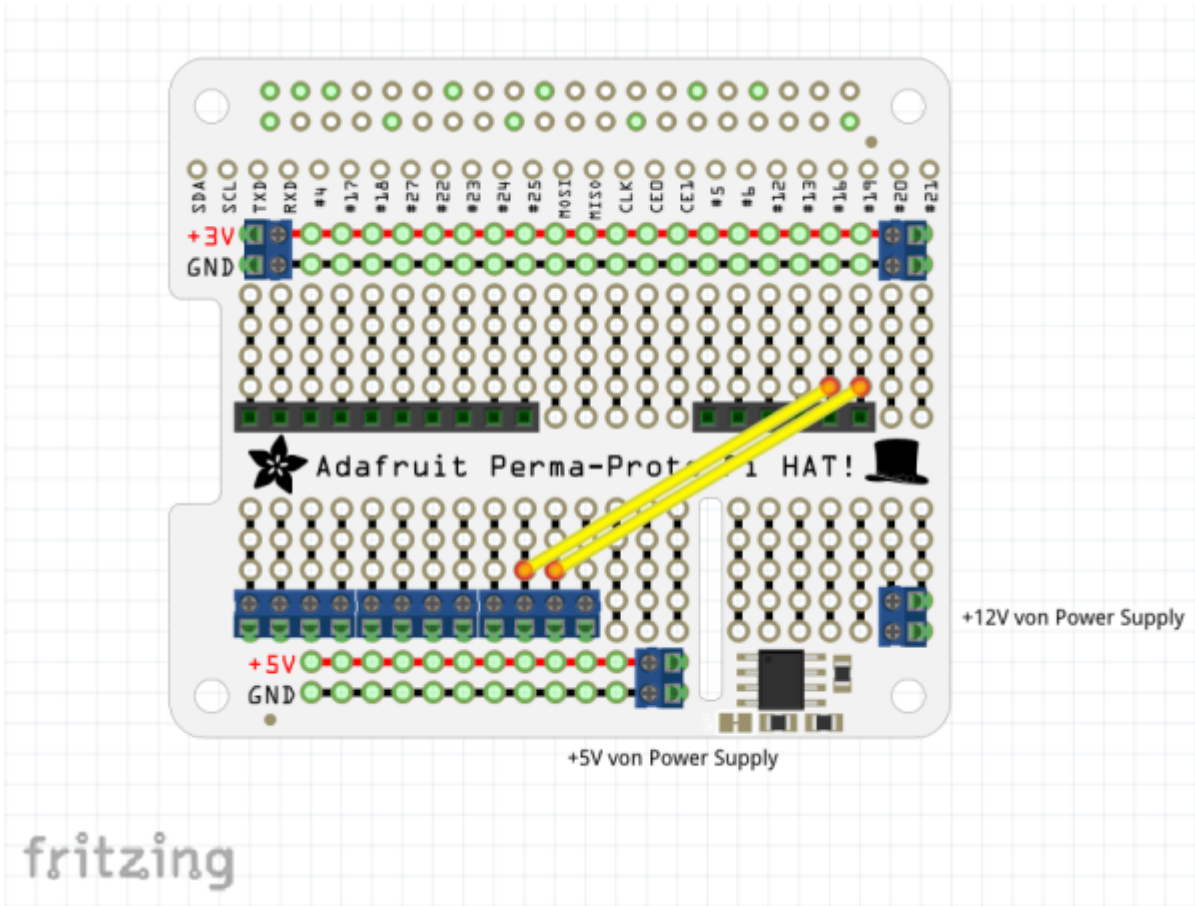 SDA SCL TXD RXD #4 #17 #18 #27 #22 #23 #24 #25 MOSI MISO CLK CE0 CE1 #5 #6 #12 #13 #16 #19 #20 #21
+3V
GND
Adafruit Perma-Proto Pi HAT!
+12V von Power Supply
+5V
GND
+5V von Power Supply
fritzing